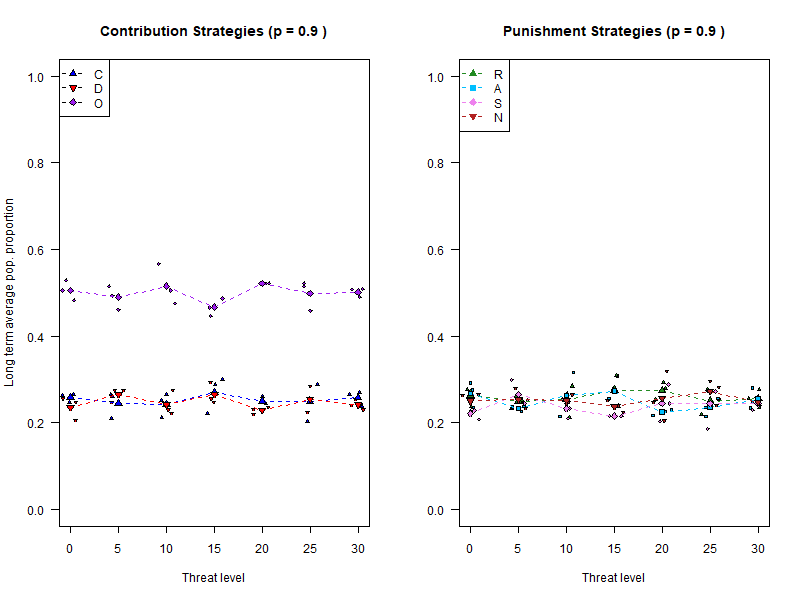 Contribution Strategies (p = 0.9 )
C
D
O
1.0
0.8
0.6
0.4
0.2
0.0
Long term average pop. proportion
0 5 10 15 20 25 30
Threat level
Punishment Strategies (p = 0.9 )
R
A
S
N
1.0
0.8
0.6
0.4
0.2
0.0
0 5 10 15 20 25 30
Threat level